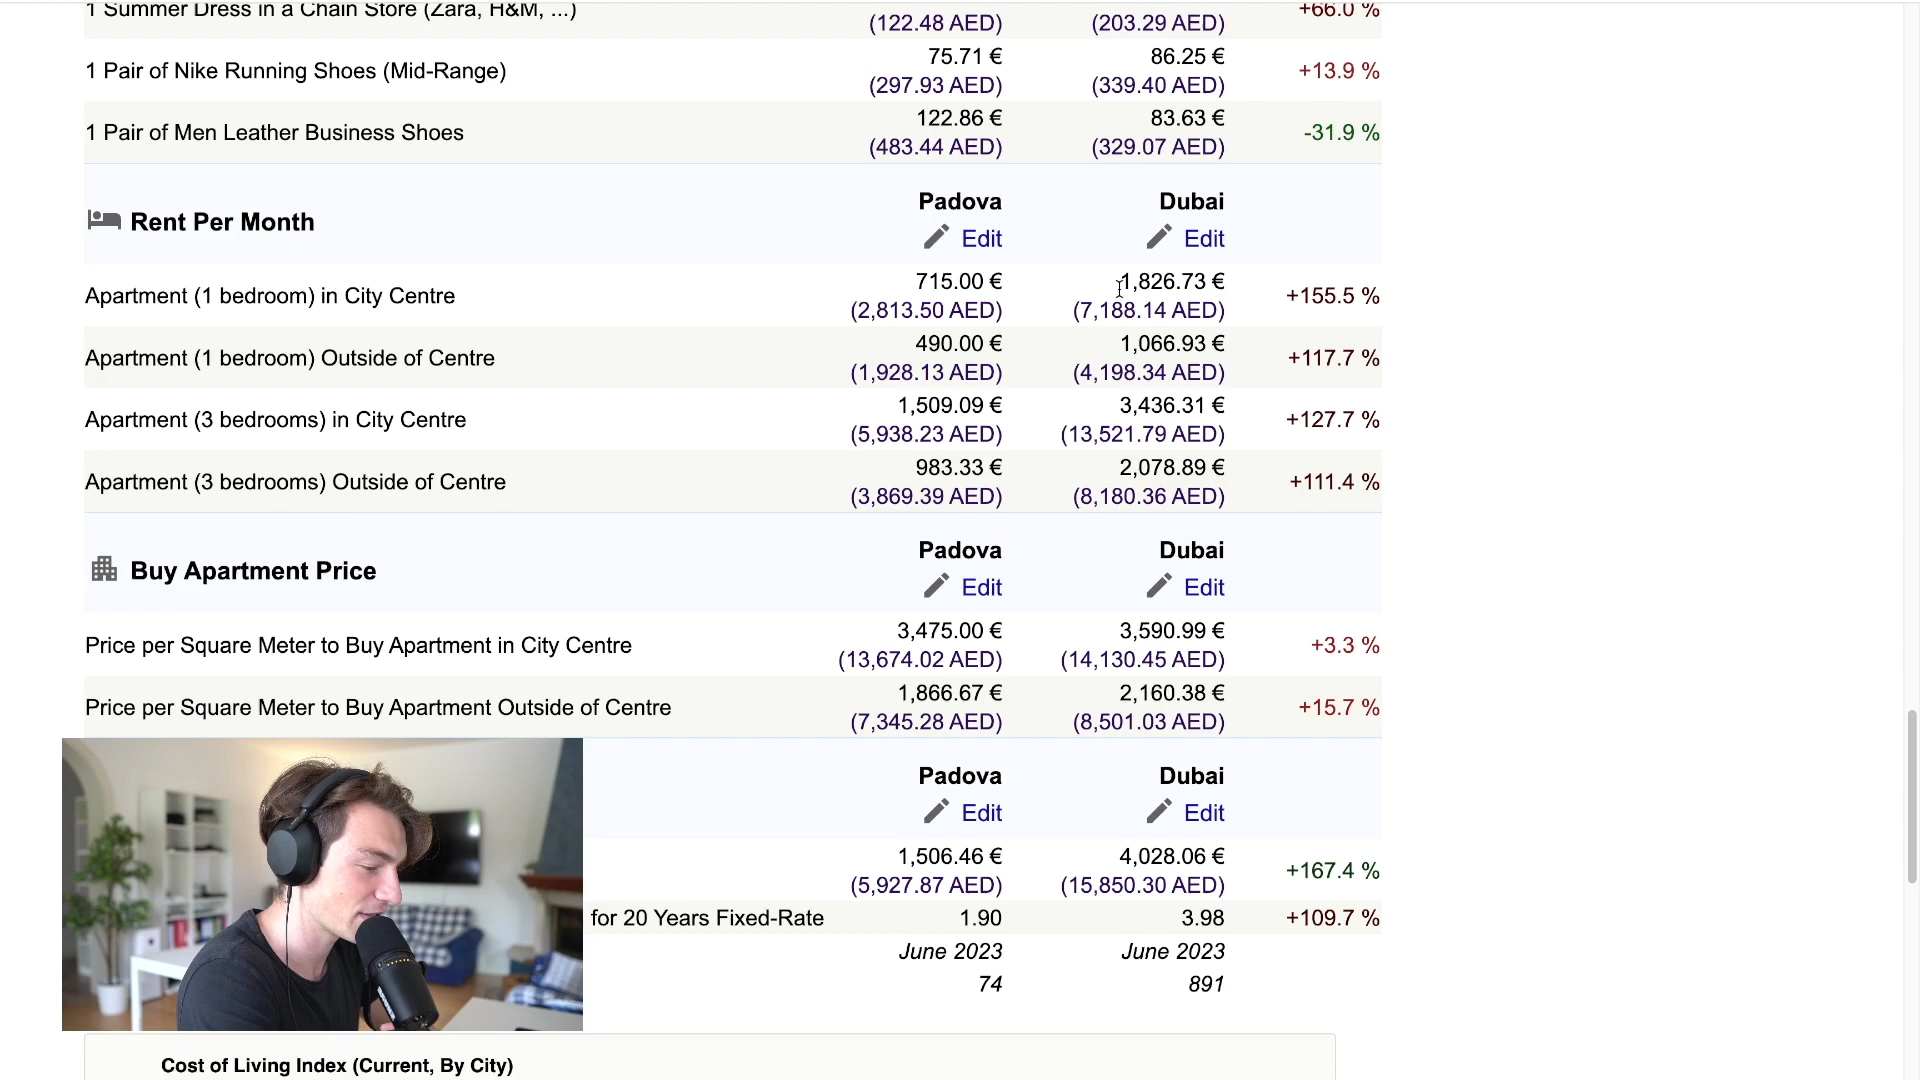 1 Summer Dress in a Chain Store (Zara, H&M, ...) +66.0 %
(122.48 AED) (203.29 AED)
75.71 € 86.25 €
1 Pair of Nike Running Shoes (Mid-Range) +13.9 %
(297.93 AED) (339.40 AED)
122.86 € 83.63 €
1 Pair of Men Leather Business Shoes -31.9 %
(483.44 AED) (329.07 AED)
Padova Dubai
Rent Per Month
Edit Edit
715.00 € 1,826.73 €
Apartment (1 bedroom) in City Centre +155.5 %
(2,813.50 AED) (7,188.14 AED)
490.00 € 1,066.93 €
Apartment (1 bedroom) Outside of Centre +117.7 %
(1,928.13 AED) (4,198.34 AED)
1,509.09 € 3,436.31 €
Apartment (3 bedrooms) in City Centre +127.7 %
(5,938.23 AED) (13,521.79 AED)
983.33 € 2,078.89 €
Apartment (3 bedrooms) Outside of Centre +111.4 %
(3,869.39 AED) (8,180.36 AED)
Padova Dubai
Buy Apartment Price
Edit Edit
3,475.00 € 3,590.99 €
Price per Square Meter to Buy Apartment in City Centre +3.3 %
(13,674.02 AED) (14,130.45 AED)
1,866.67 € 2,160.38 €
Price per Square Meter to Buy Apartment Outside of Centre +15.7 %
(7,345.28 AED) (8,501.03 AED)
Padova Dubai
Edit Edit
1,506.46 € 4,028.06 €
+167.4 %
(5,927.87 AED) (15,850.30 AED)
for 20 Years Fixed-Rate 1.90 3.98 +109.7 %
June 2023 June 2023
74 891
Cost of Living Index (Current, By City)